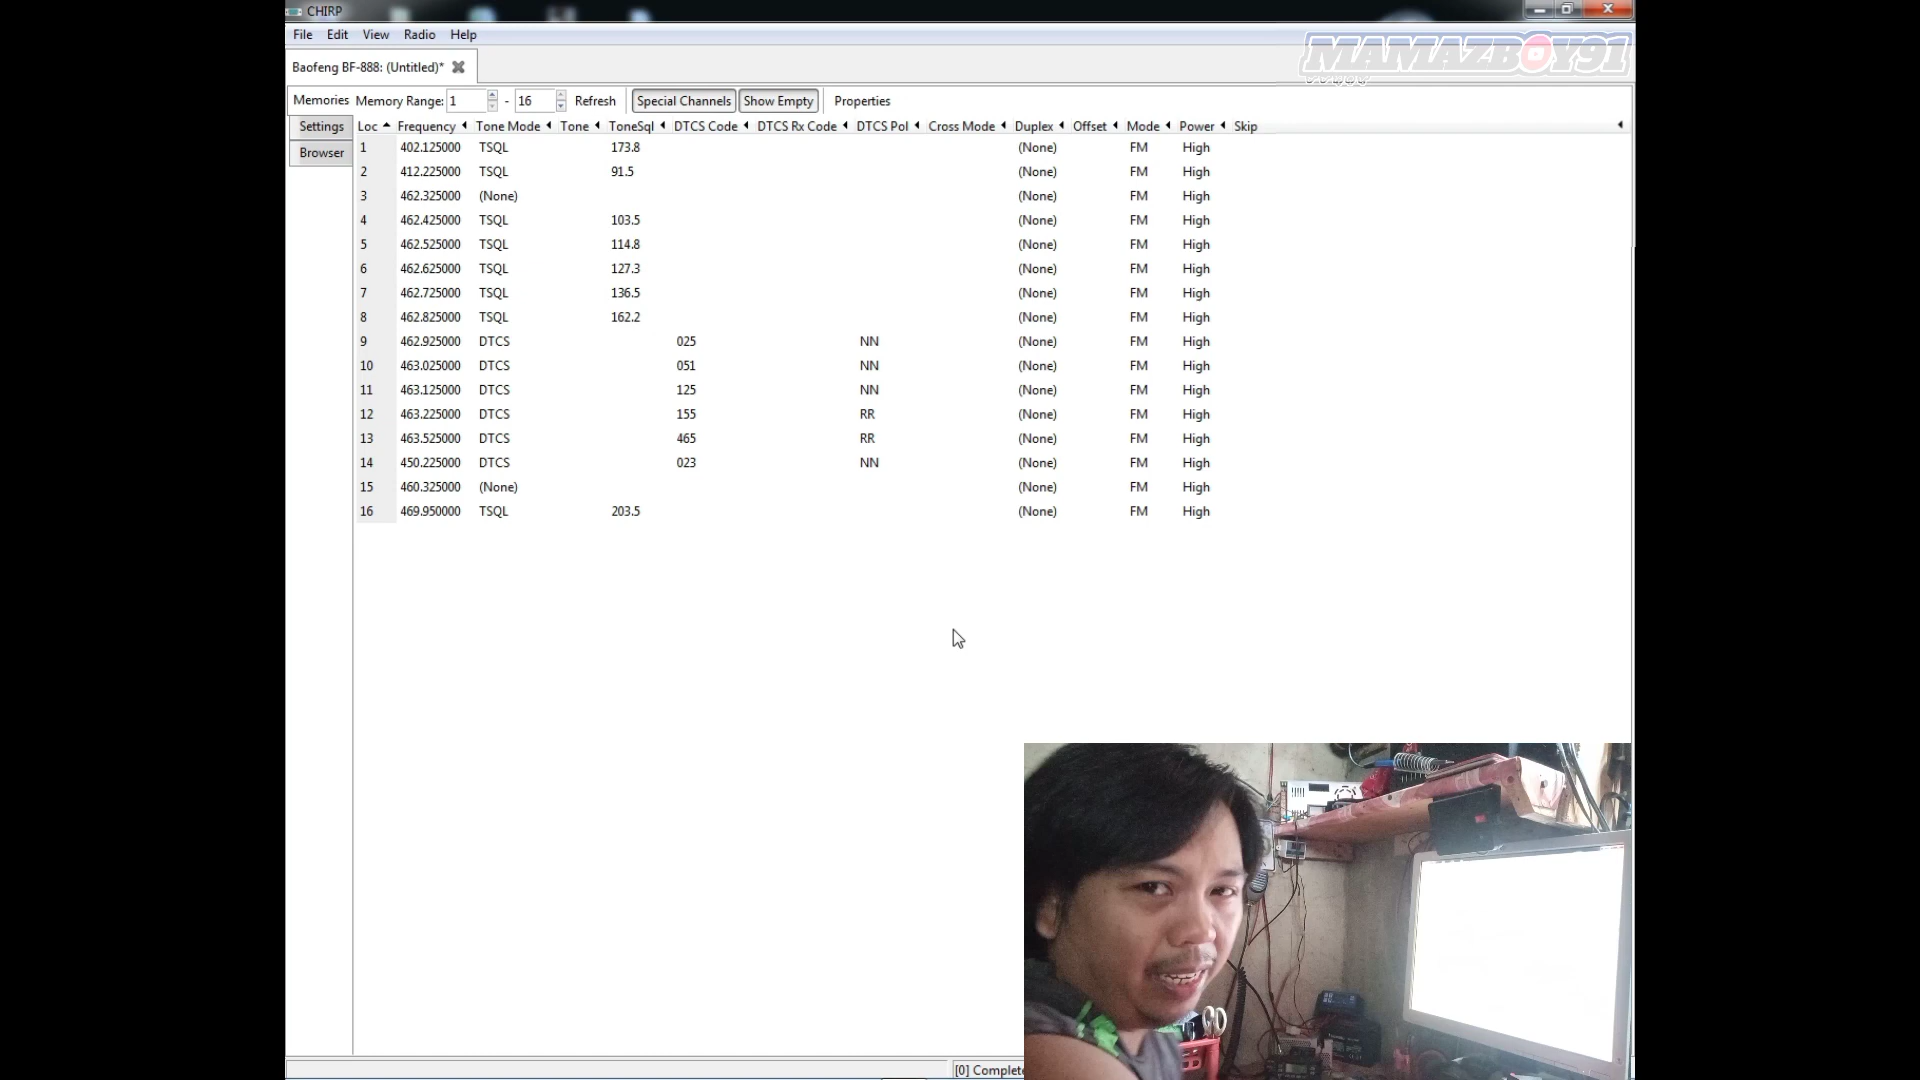 CHIRP
File Edit View Radio Help
MAMAZBOY91
Baofeng BF-888: (Untitled)*
Memories Memory Range: 1 - 16 Refresh Special Channels Show Empty Properties
Settings
Browser
Loc Frequency Tone Mode Tone ToneSql DTCS Code DTCS Rx Code DTCS Pol Cross Mode Duplex Offset Mode Power Skip
1 402.125000 TSQL 173.8 (None) FM High
2 412.225000 TSQL 91.5 (None) FM High
3 462.325000 (None) (None) FM High
4 462.425000 TSQL 103.5 (None) FM High
5 462.525000 TSQL 114.8 (None) FM High
6 462.625000 TSQL 127.3 (None) FM High
7 462.725000 TSQL 136.5 (None) FM High
8 462.825000 TSQL 162.2 (None) FM High
9 462.925000 DTCS 025 NN (None) FM High
10 463.025000 DTCS 051 NN (None) FM High
11 463.125000 DTCS 125 NN (None) FM High
12 463.225000 DTCS 155 RR (None) FM High
13 463.525000 DTCS 465 RR (None) FM High
14 450.225000 DTCS 023 NN (None) FM High
15 460.325000 (None) (None) FM High
16 469.950000 TSQL 203.5 (None) FM High
[0] Complete